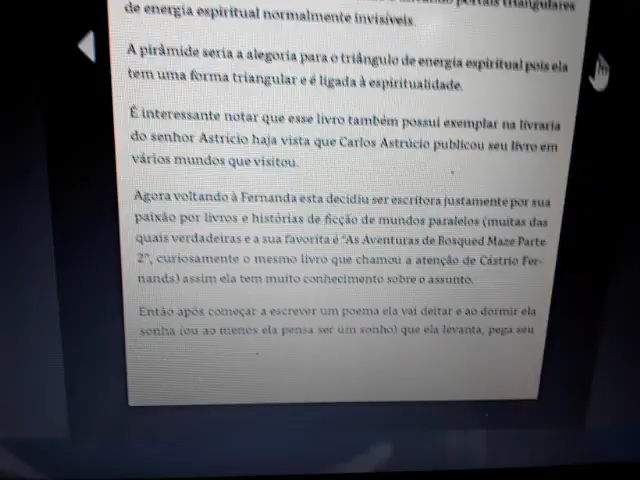 portais triangulares
de energia espiritual normalmente invisíveis.
A pirâmide seria a alegoria para o triângulo de energia espiritual pois ela
tem uma forma triangular e é ligada à espiritualidade.
É interessante notar que esse livro também possui exemplar na livraria
do senhor Astrício haja vista que Carlos Astrúcio publicou seu livro em
vários mundos que visitou.
Agora voltando à Fernanda esta decidiu ser escritora justamente por sua
paixão por livros e histórias de ficção de mundos paralelos (muitas das
quais verdadeiras e a sua favorita é "As Aventuras de Bosqued Maze Parte
2", curiosamente o mesmo livro que chamou a atenção de Cástrio Fer-
nands) assim ela tem muito conhecimento sobre o assunto.
Então após começar a escrever um poema ela vai deitar e ao dormir ela
sonha (ou ao menos ela pensa ser um sonho) que ela levanta, pega seu